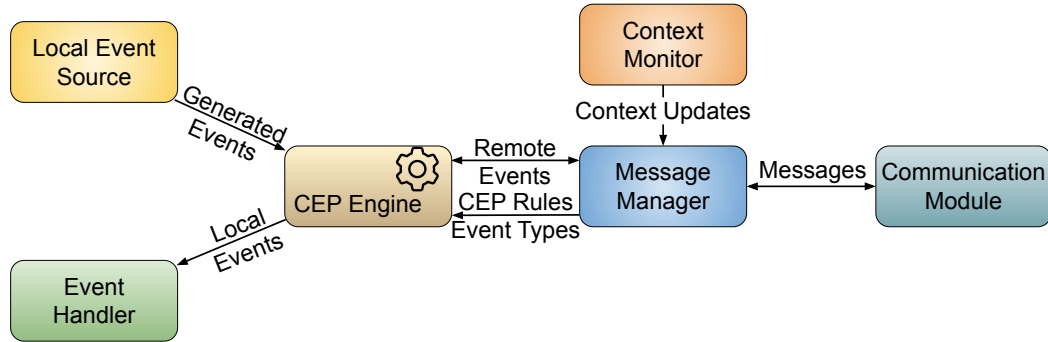 Local Event
Source
Context
Monitor
Generated
Events
Context Updates
CEP Engine
Remote
Events
CEP Rules
Event Types
Message
Manager
Messages
Communication
Module
Local
Events
Event
Handler